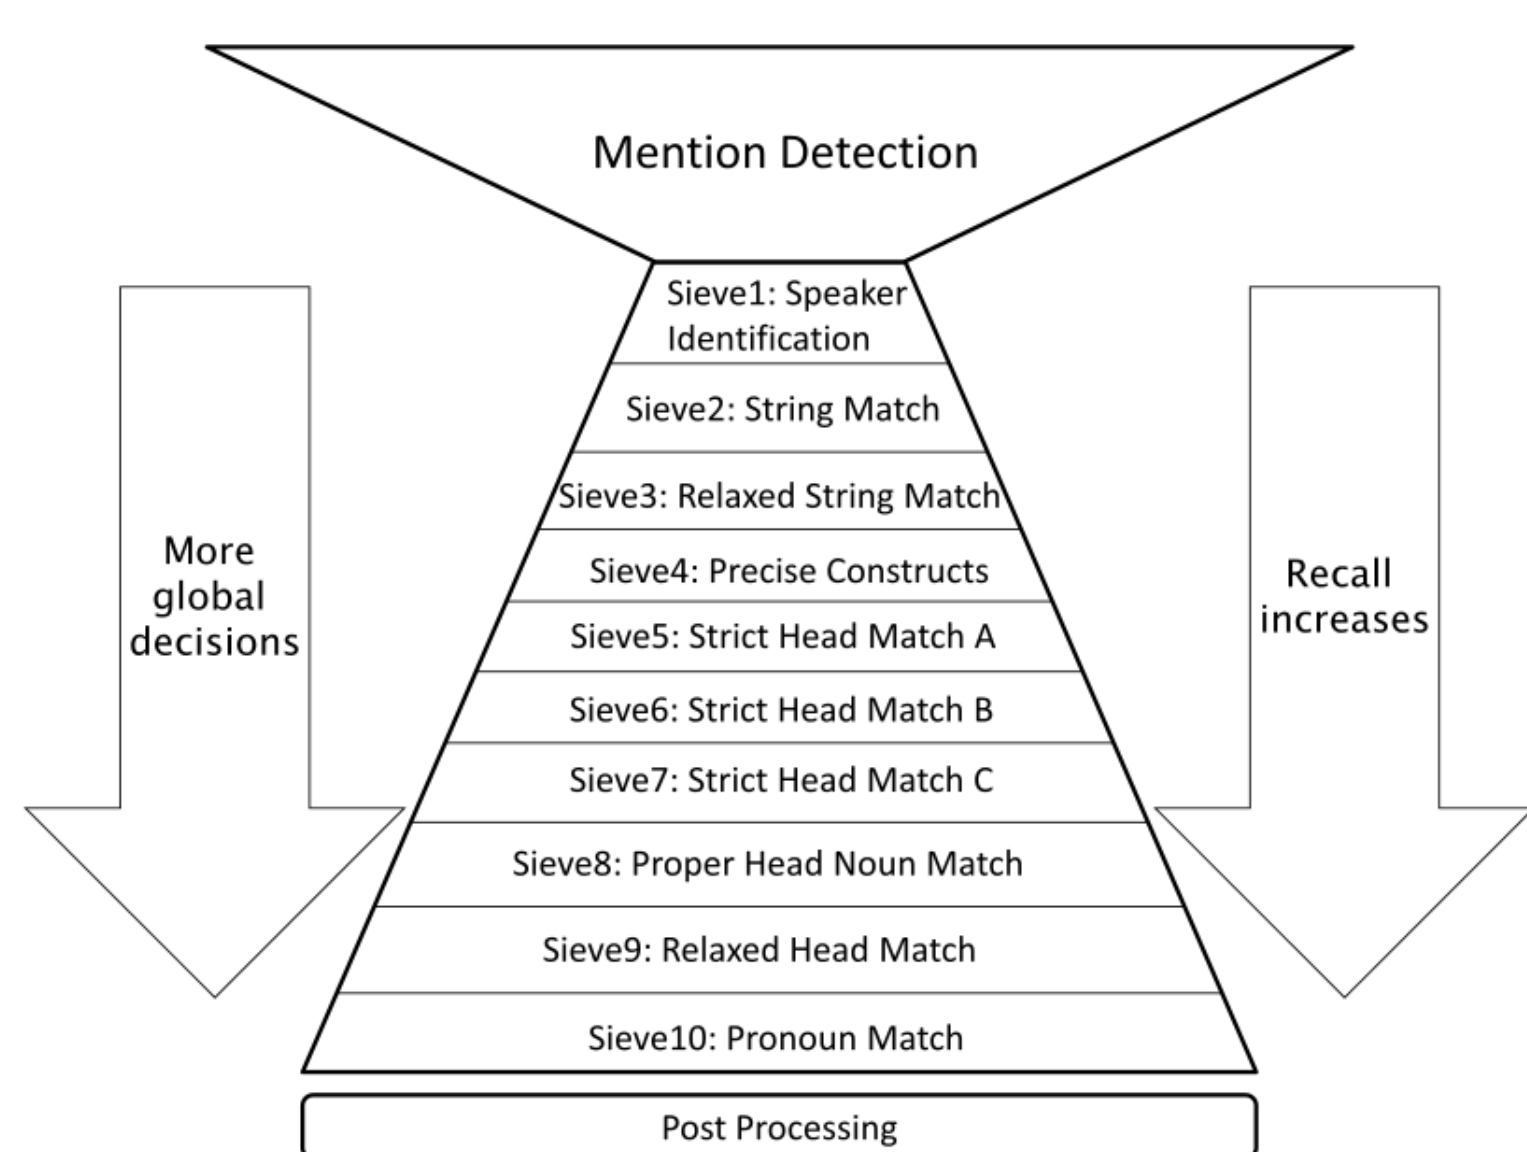 Mention Detection
Sieve1: Speaker
Identification
Sieve2: String Match
Sieve3: Relaxed String Match
Sieve4: Precise Constructs
Sieve5: Strict Head Match A
Sieve6: Strict Head Match B
Sieve7: Strict Head Match C
Sieve8: Proper Head Noun Match
Sieve9: Relaxed Head Match
Sieve10: Pronoun Match
Post Processing
More
global
decisions
Recall
increases